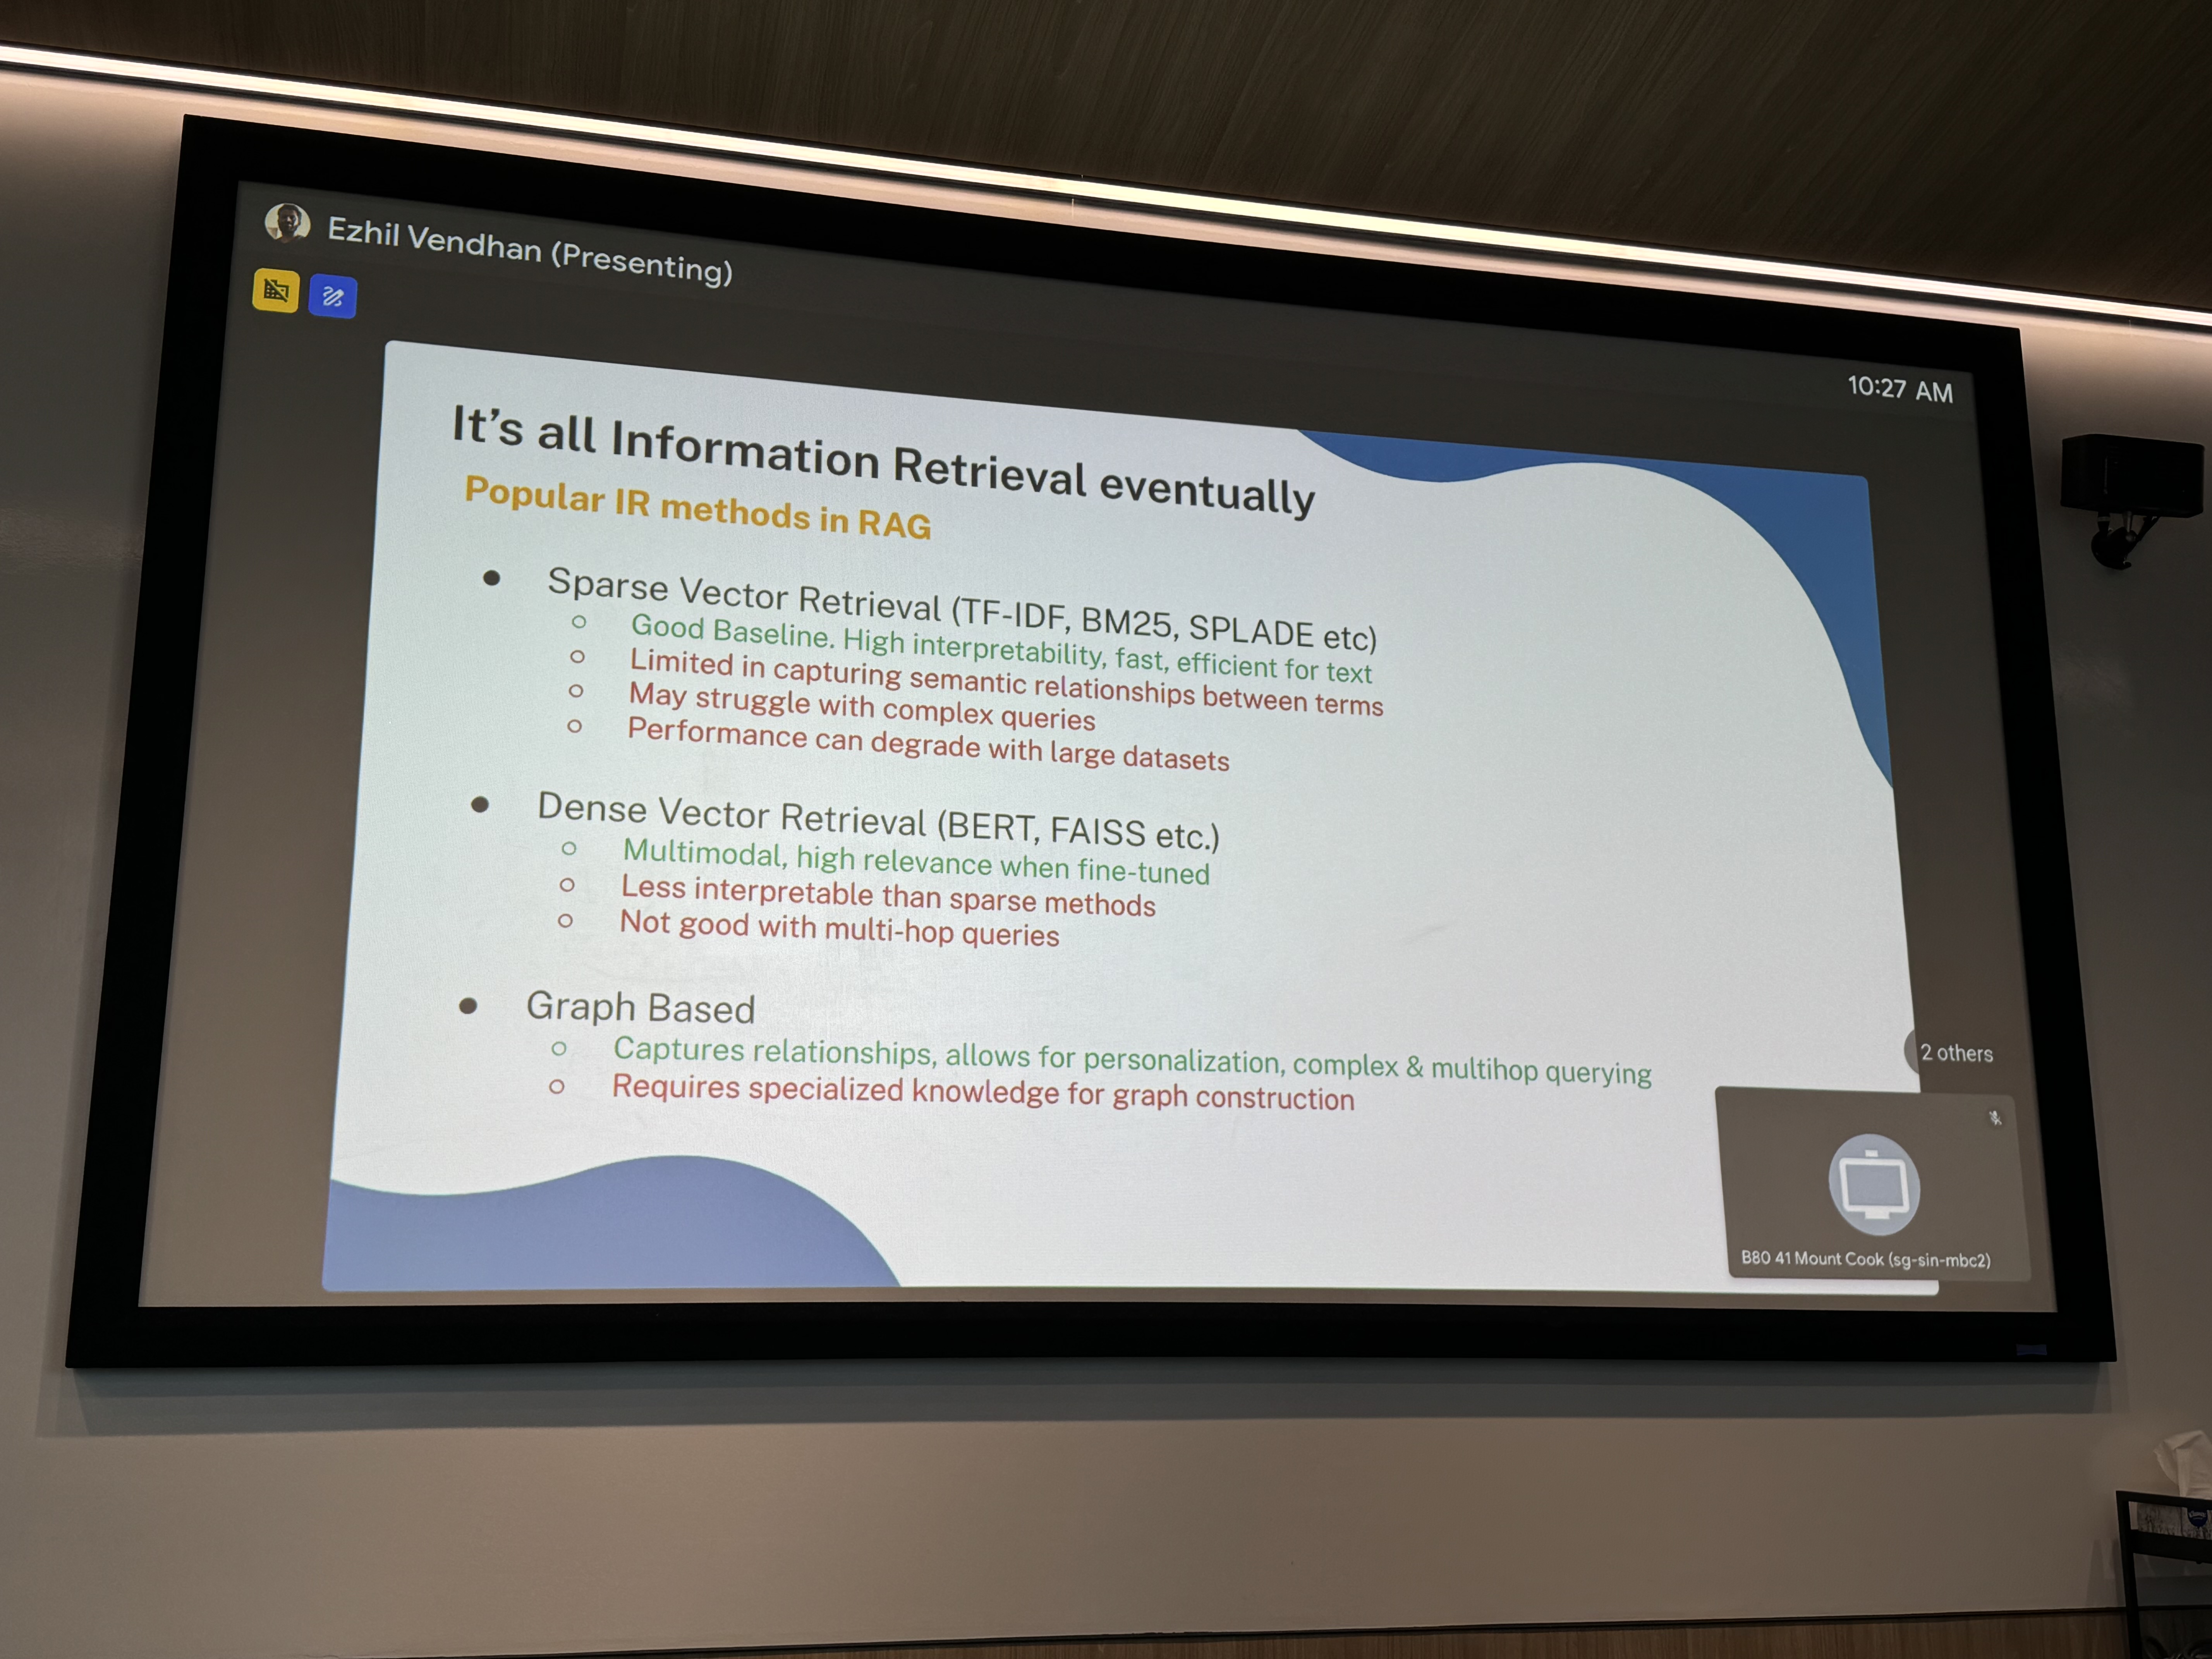 Ezhil Vendhan (Presenting)
10:27 AM
It's all Information Retrieval eventually
Popular IR methods in RAG
● Sparse Vector Retrieval (TF-IDF, BM25, SPLADE etc)
○ Good Baseline. High interpretability, fast, efficient for text
○ Limited in capturing semantic relationships between terms
○ May struggle with complex queries
○ Performance can degrade with large datasets
● Dense Vector Retrieval (BERT, FAISS etc.)
○ Multimodal, high relevance when fine-tuned
○ Less interpretable than sparse methods
○ Not good with multi-hop queries
● Graph Based
○ Captures relationships, allows for personalization, complex & multihop querying
○ Requires specialized knowledge for graph construction
2 others
B80 41 Mount Cook (sg-sin-mbc2)